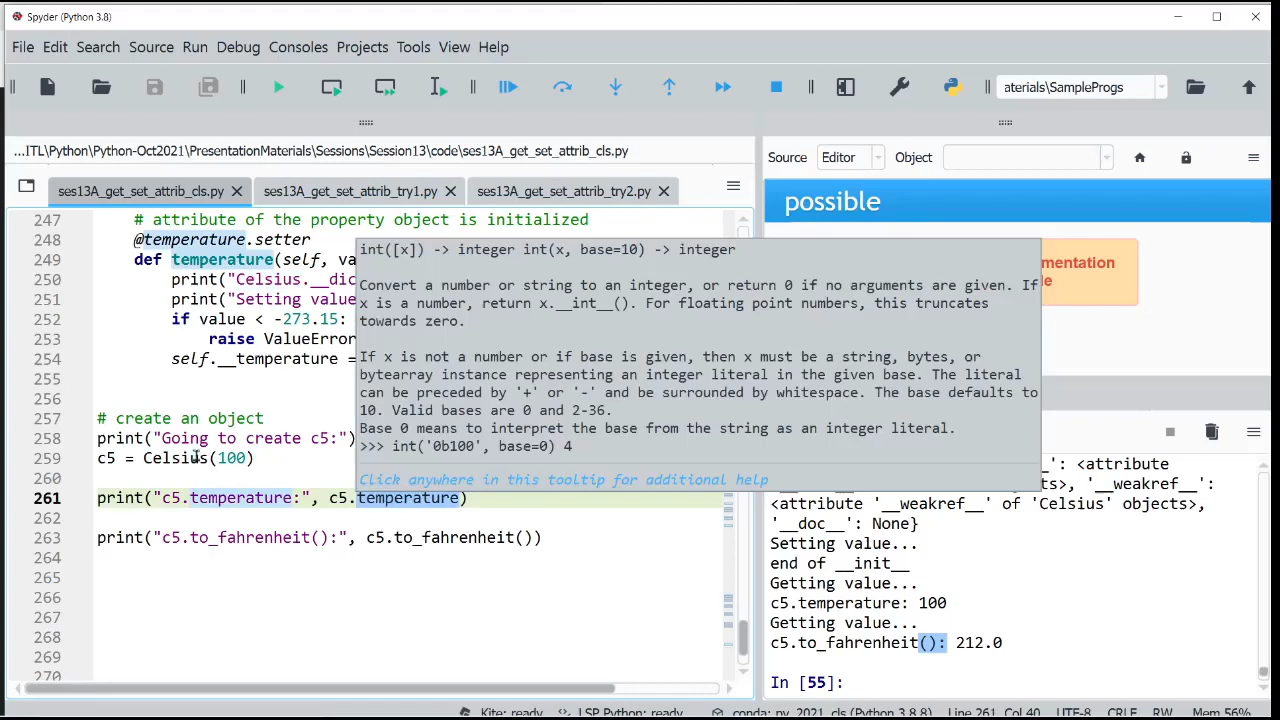 Spyder (Python 3.8)
File Edit Search Source Run Debug Consoles Projects Tools View Help
aterials\SampleProgs
...ITL\Python\Python-Oct2021\PresentationMaterials\Sessions\Session13\code\ses13A_get_set_attrib_cls.py
Source Editor Object
ses13A_get_set_attrib_cls.py ses13A_get_set_attrib_try1.py ses13A_get_set_attrib_try2.py
possible
mentation
e
247 # attribute of the property object is initialized
248 @temperature.setter
249 def temperature(self, va
250 print("Celsius.__dic
251 print("Setting value
252 if value < -273.15:
253 raise ValueError
254 self.__temperature =
255
256
257 # create an object
258 print("Going to create c5:")
259 c5 = Celsius(100)
260
261 print("c5.temperature:", c5.temperature)
262
263 print("c5.to_fahrenheit():", c5.to_fahrenheit())
264
265
266
267
268
269
270
int([x]) -> integer int(x, base=10) -> integer
Convert a number or string to an integer, or return 0 if no arguments are given. If
x is a number, return x.__int__(). For floating point numbers, this truncates
towards zero.
If x is not a number or if base is given, then x must be a string, bytes, or
bytearray instance representing an integer literal in the given base. The literal
can be preceded by '+' or '-' and be surrounded by whitespace. The base defaults to
10. Valid bases are 0 and 2-36.
Base 0 means to interpret the base from the string as an integer literal.
>>> int('0b100', base=0) 4
Click anywhere in this tooltip for additional help
': <attribute
ects>, '__weakref__':
<attribute '__weakref__' of 'Celsius' objects>,
'__doc__': None}
Setting value...
end of __init__
Getting value...
c5.temperature: 100
Getting value...
c5.to_fahrenheit(): 212.0
In [55]:
Kite: ready LSP Python: ready conda: py_2021_cls (Python 3.8.8) Line 261, Col 40 UTF-8 CRLF RW Mem 56%